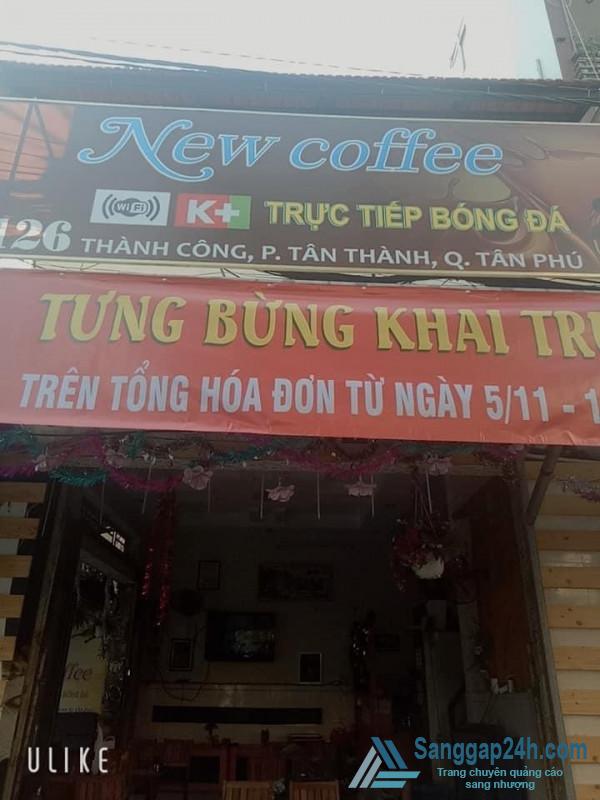 New coffee
WiFi K+ TRỰC TIẾP BÓNG ĐÁ
126 THÀNH CÔNG, P. TÂN THÀNH, Q. TÂN PHÚ
TƯNG BỪNG KHAI TRƯ
TRÊN TỔNG HÓA ĐƠN TỪ NGÀY 5/11 - 1
ffee
ULIKE
Sanggap24h.com
Trang chuyên quảng cáo
sang nhượng